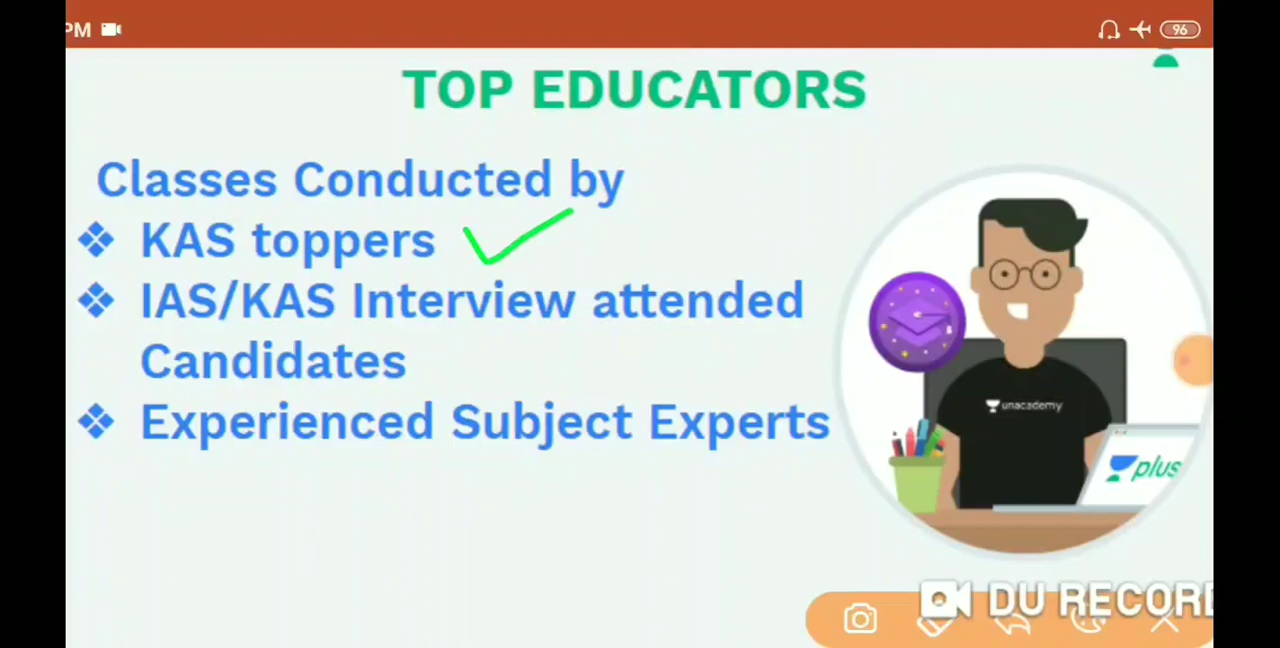 PM
96
TOP EDUCATORS
Classes Conducted by
❖ KAS toppers
❖ IAS/KAS Interview attended
Candidates
❖ Experienced Subject Experts
unacademy
plus
DU RECORD